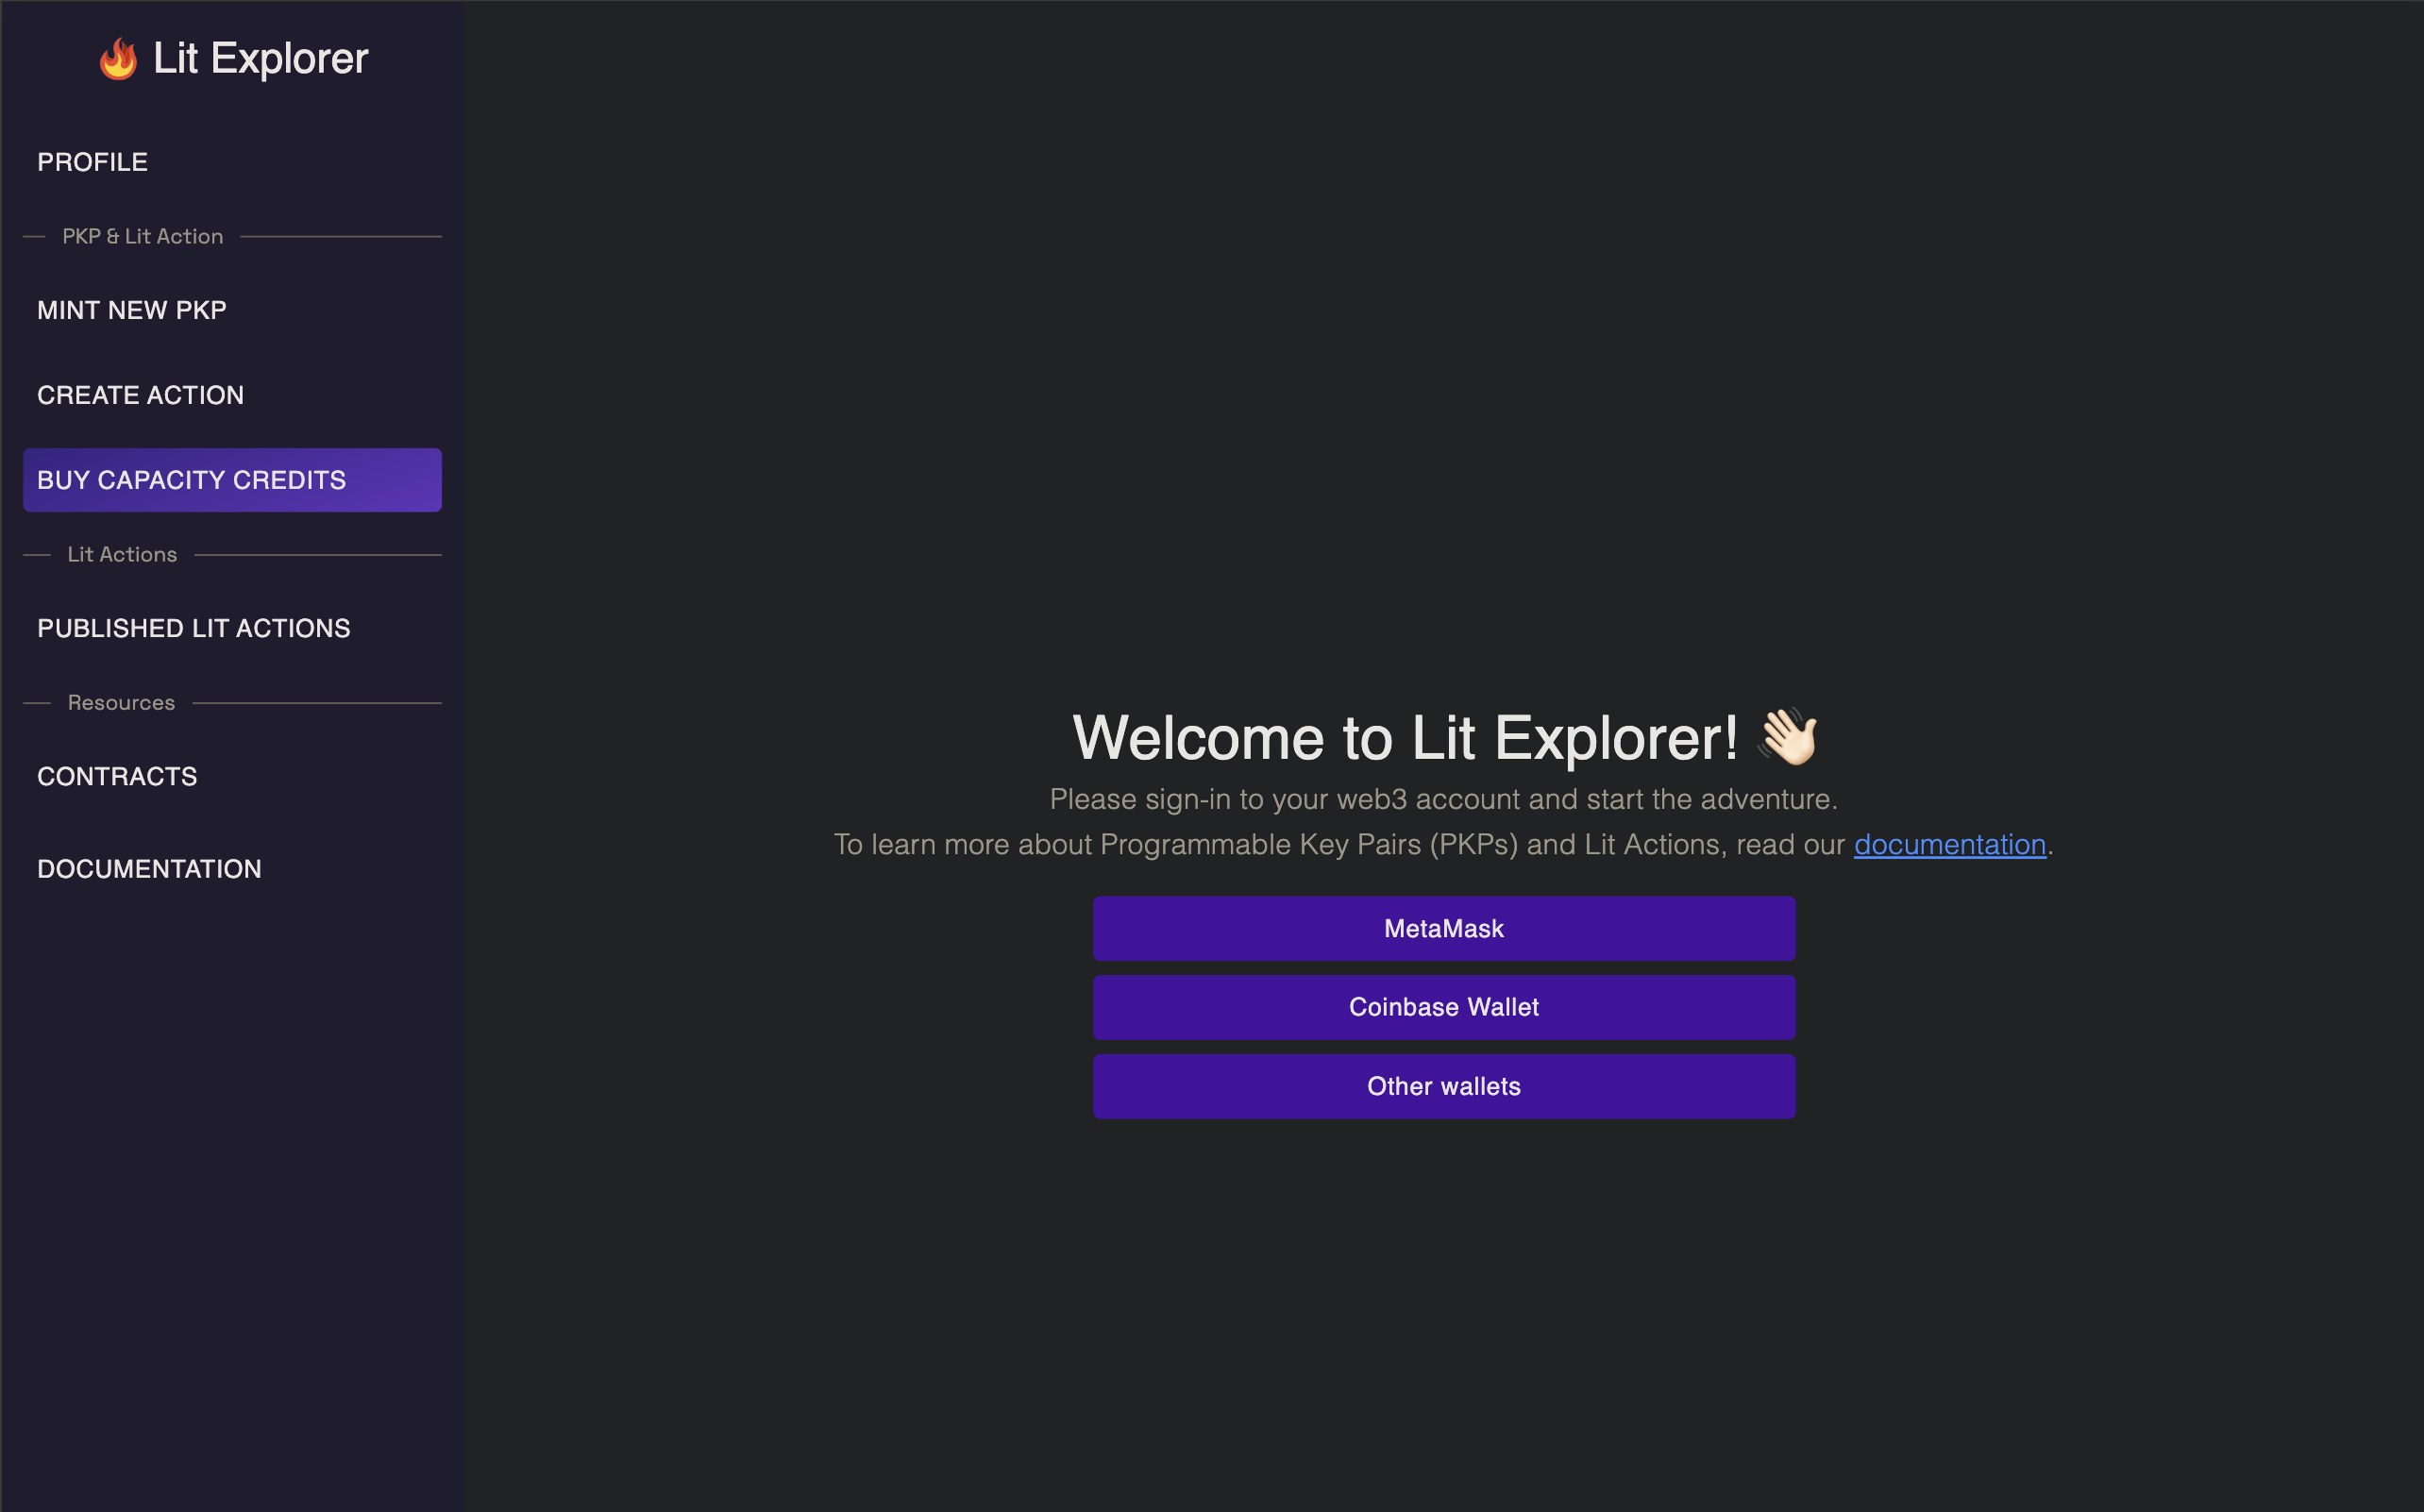 Lit Explorer
PROFILE
PKP & Lit Action
MINT NEW PKP
CREATE ACTION
BUY CAPACITY CREDITS
Lit Actions
PUBLISHED LIT ACTIONS
Resources
CONTRACTS
DOCUMENTATION
Welcome to Lit Explorer! 👋🏻
Please sign-in to your web3 account and start the adventure.
To learn more about Programmable Key Pairs (PKPs) and Lit Actions, read our documentation.
MetaMask
Coinbase Wallet
Other wallets